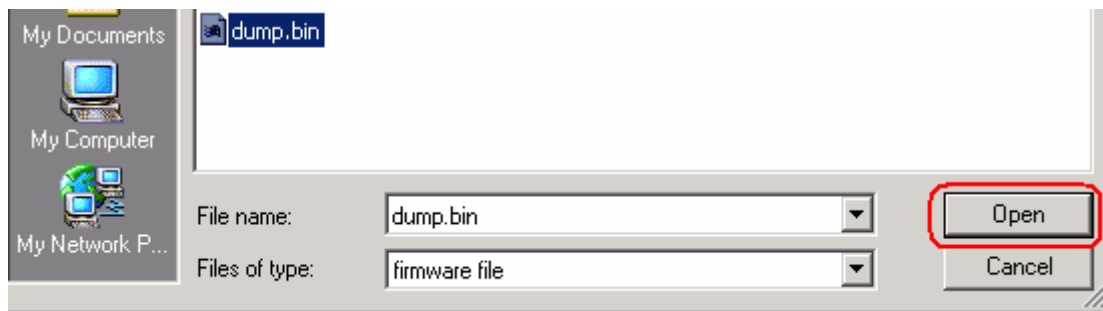 My Documents
dump.bin
My Computer
My Network P...
File name:
dump.bin
Open
Files of type:
firmware file
Cancel